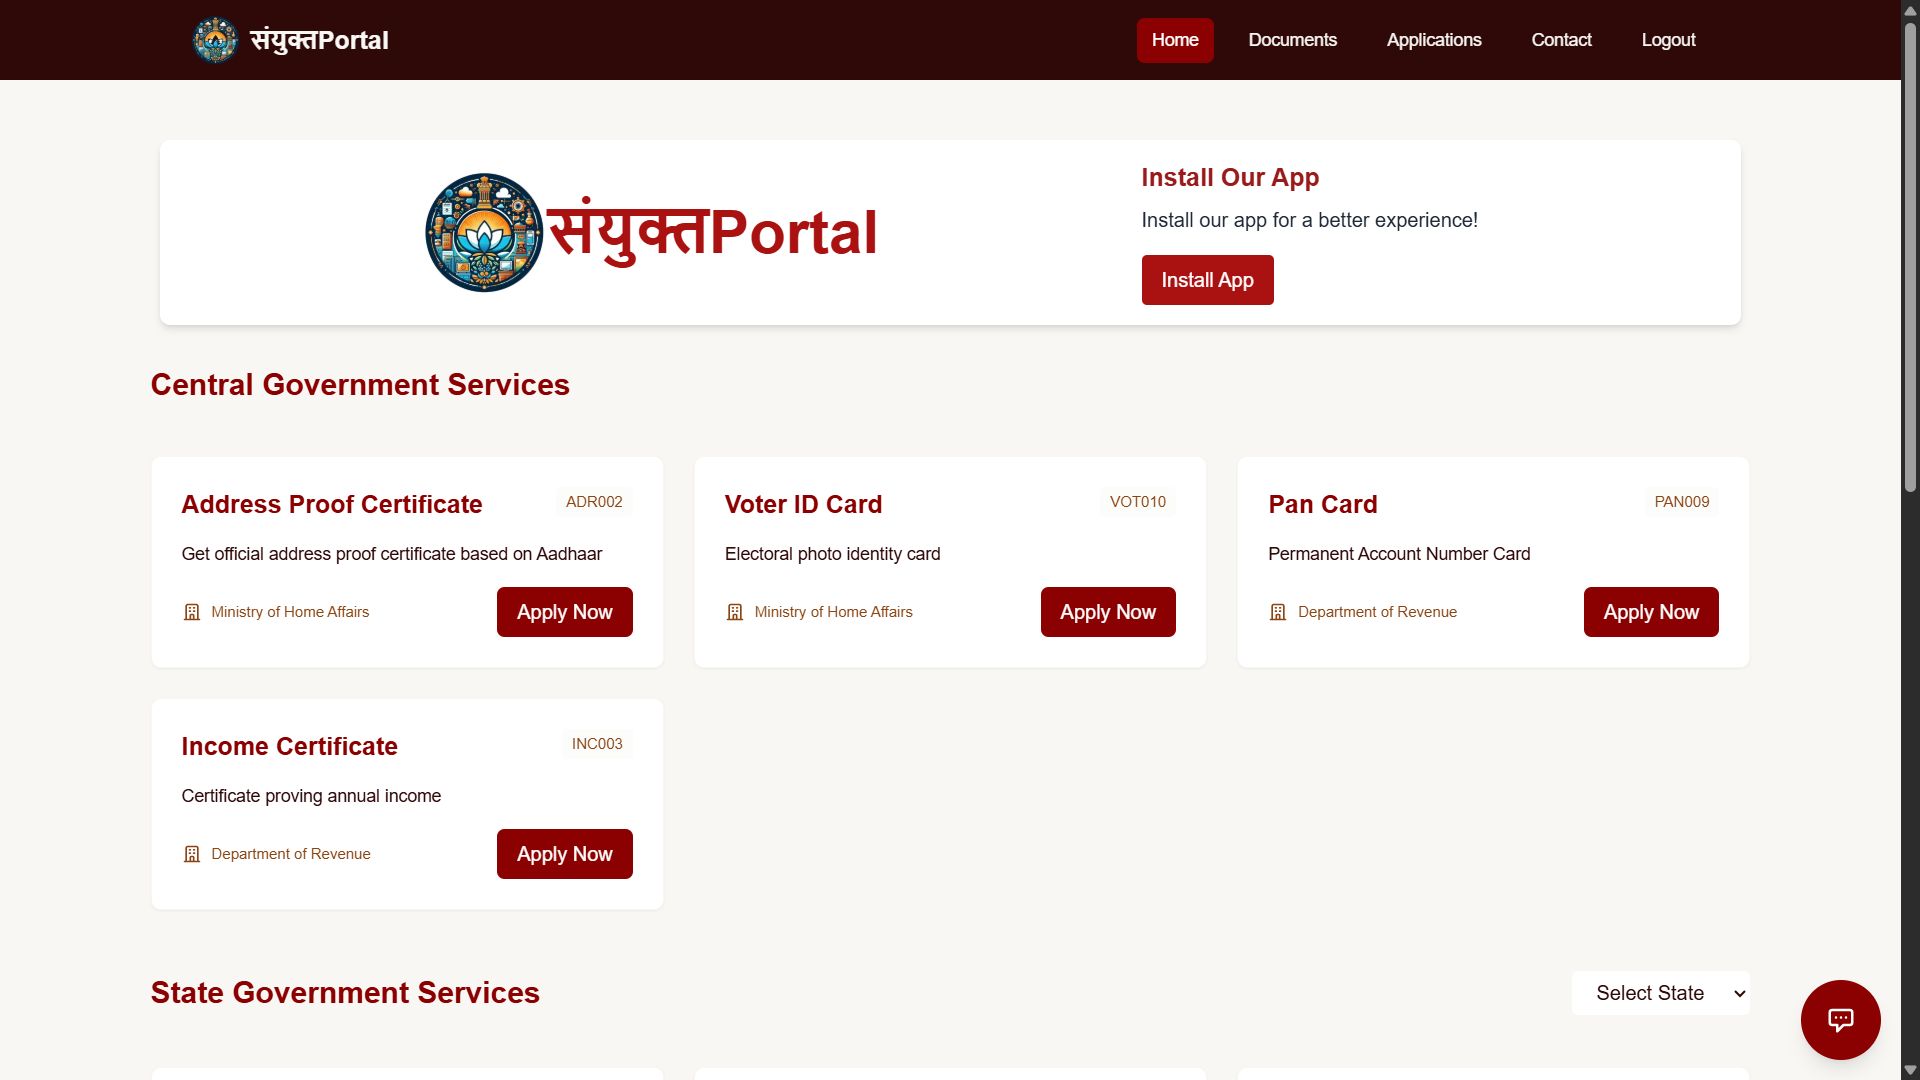 संयुक्तPortal
Home
Documents
Applications
Contact
Logout
संयुक्तPortal
Install Our App
Install our app for a better experience!
Install App
Central Government Services
Address Proof Certificate
ADR002
Get official address proof certificate based on Aadhaar
Ministry of Home Affairs
Apply Now
Voter ID Card
VOT010
Electoral photo identity card
Ministry of Home Affairs
Apply Now
Pan Card
PAN009
Permanent Account Number Card
Department of Revenue
Apply Now
Income Certificate
INC003
Certificate proving annual income
Department of Revenue
Apply Now
State Government Services
Select State